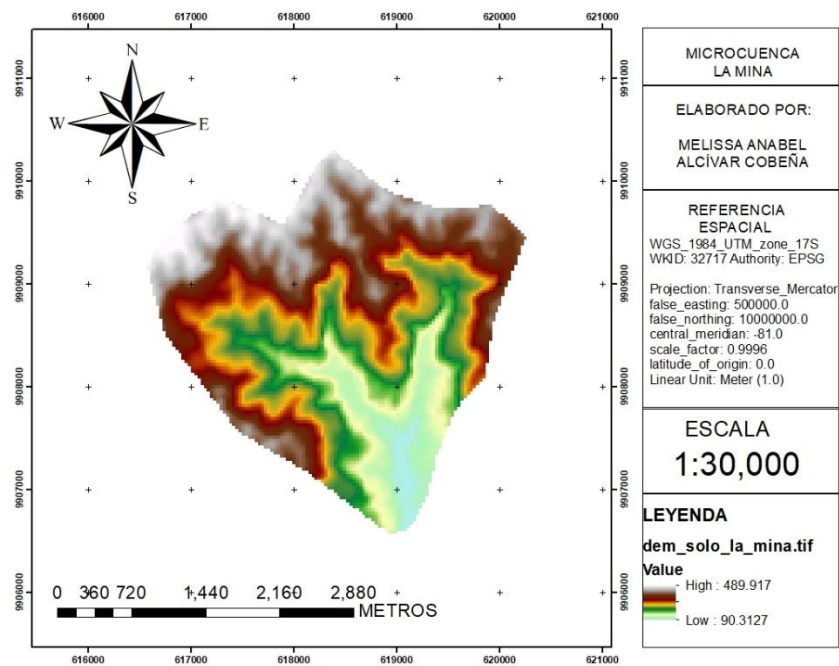 616000 617000 618000 619000 620000 621000
9911000 9911000
9910000 9910000
9909000 9909000
9908000 9908000
9907000 9907000
9906000 9906000
N
W E
S
0 360 720 1,440 2,160 2,880
METROS
616000 617000 618000 619000 620000 621000
MICROCUENCA
LA MINA
ELABORADO POR:
MELISSA ANABEL
ALCÍVAR COBEÑA
REFERENCIA
ESPACIAL
WGS_1984_UTM_zone_17S
WKID: 32717 Authority: EPSG
Projection: Transverse_Mercator
false_easting: 500000.0
false_northing: 10000000.0
central_meridian: -81.0
scale_factor: 0.9996
latitude_of_origin: 0.0
Linear Unit: Meter (1.0)
ESCALA
1:30,000
LEYENDA
dem_solo_la_mina.tif
Value
High : 489.917
Low : 90.3127